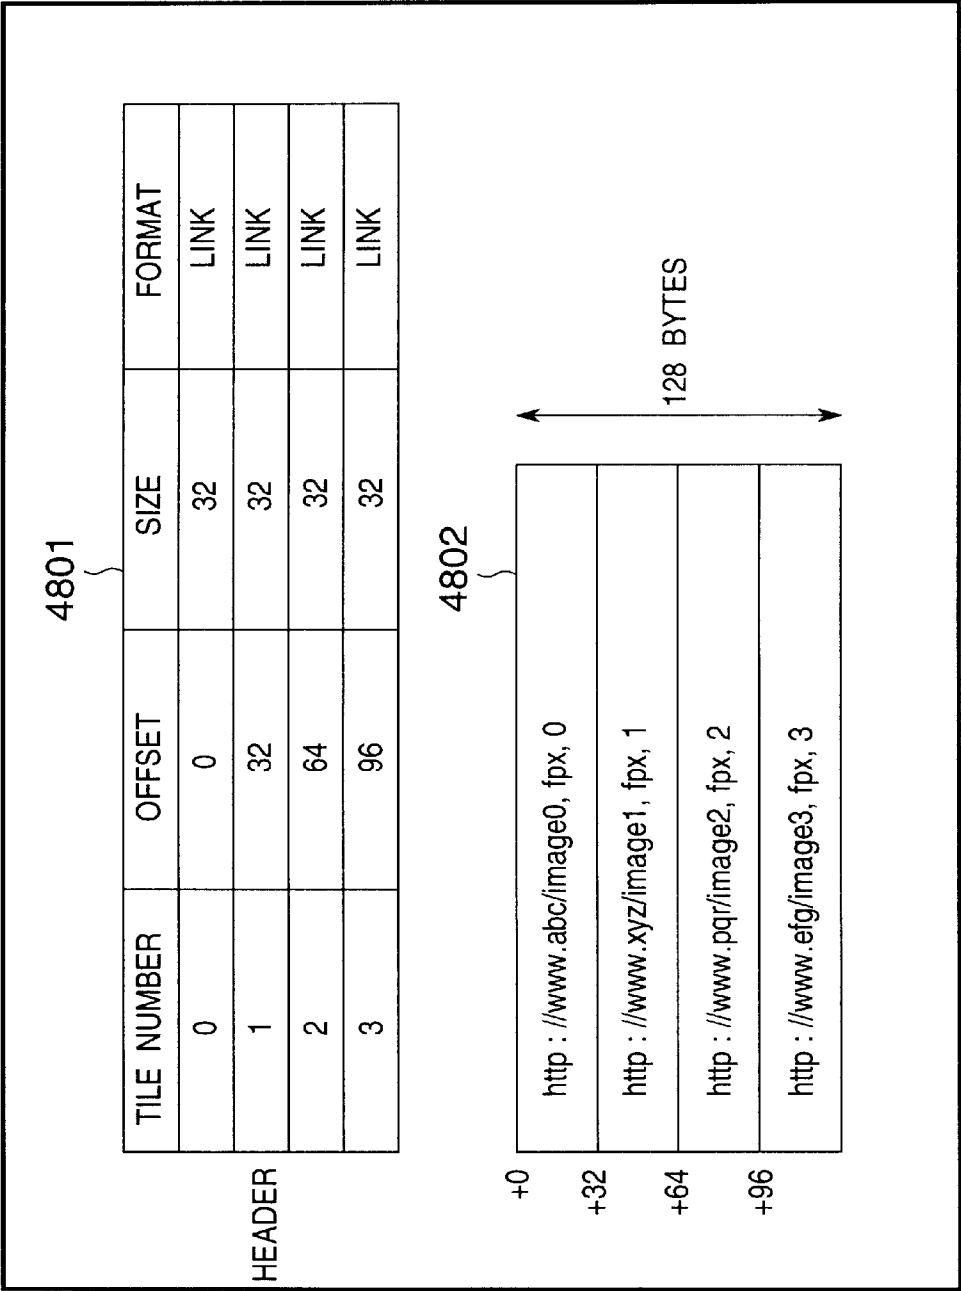 4801
TILE NUMBER OFFSET SIZE FORMAT
0 0 32 LINK
1 32 32 LINK
2 64 32 LINK
3 96 32 LINK
HEADER
4802
+0 http : //www.abc/image0, fpx, 0
+32 http : //www.xyz/image1, fpx, 1
+64 http : //www.pqr/image2, fpx, 2
+96 http : //www.efg/image3, fpx, 3
128 BYTES